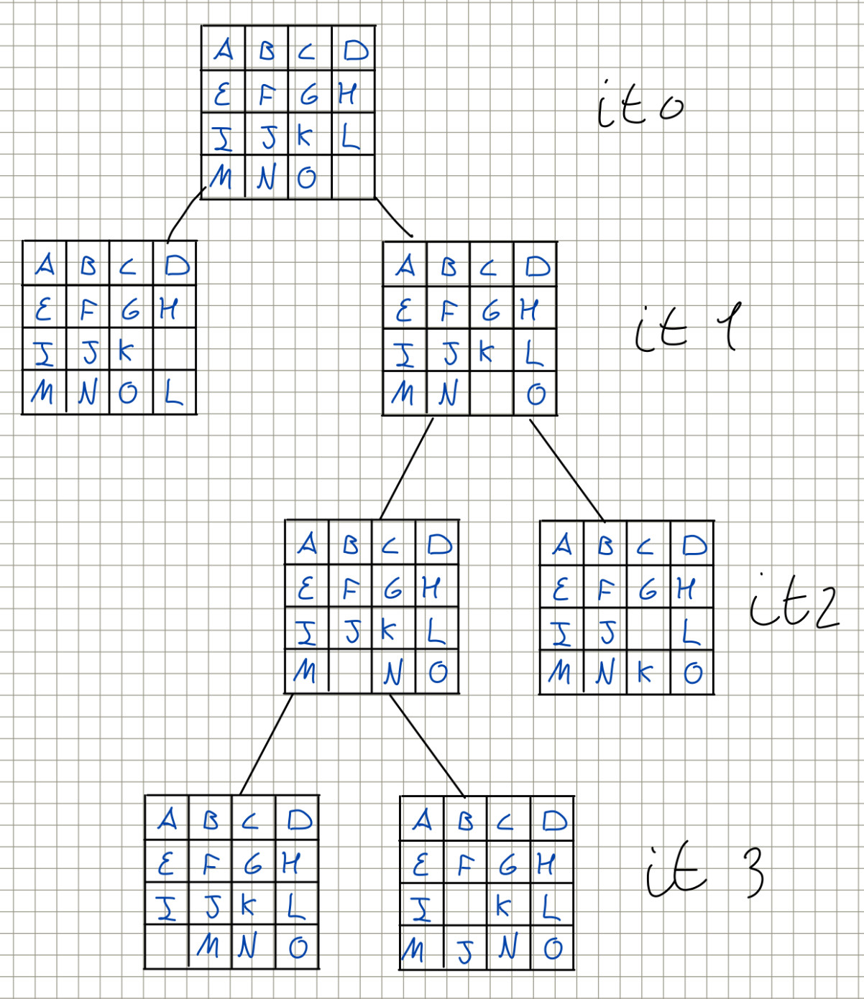 A B C D
E F G H
I J K L
M N O
it 0
A B C D
E F G H
I J K
M N O L
A B C D
E F G H
I J K L
M N O
it 1
A B C D
E F G H
I J K L
M N O
A B C D
E F G H
I J L
M N K O
it 2
A B C D
E F G H
I J K L
M N O
A B C D
E F G H
I K L
M J N O
it 3